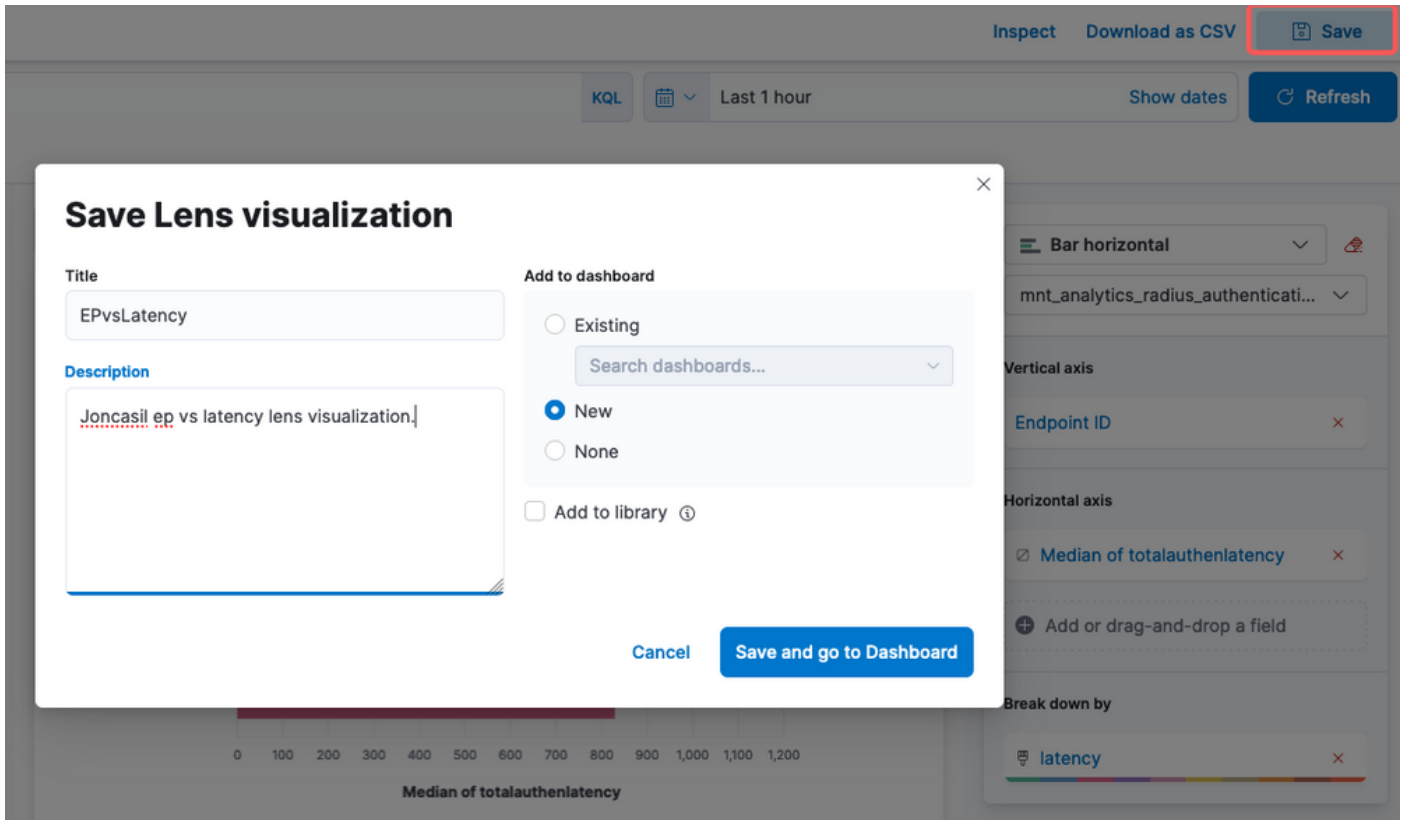 Inspect Download as CSV Save
KQL Last 1 hour Show dates Refresh
Save Lens visualization
Title
EPvsLatency
Description
Joncasil ep vs latency lens visualization.
Add to dashboard
Existing
Search dashboards...
New
None
Add to library
Cancel Save and go to Dashboard
Bar horizontal
mnt_analytics_radius_authenticati...
Vertical axis
Endpoint ID
Horizontal axis
Median of totalauthenlatency
Add or drag-and-drop a field
Break down by
latency
0 100 200 300 400 500 600 700 800 900 1,000 1,100 1,200
Median of totalauthenlatency